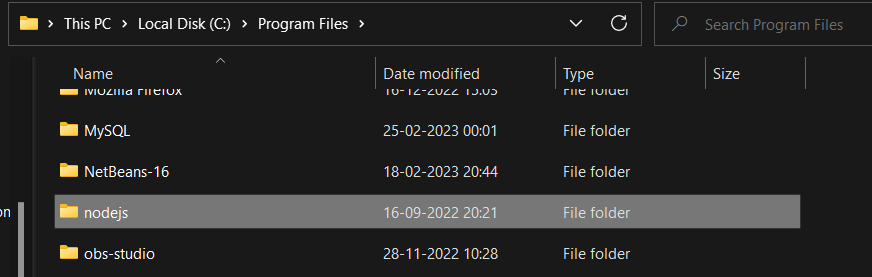 This PC > Local Disk (C:) > Program Files > Search Program Files
Name Date modified Type Size
Mozilla Firefox 16-12-2022 15:03 File folder
MySQL 25-02-2023 00:01 File folder
NetBeans-16 18-02-2023 20:44 File folder
on
nodejs 16-09-2022 20:21 File folder
obs-studio 28-11-2022 10:28 File folder